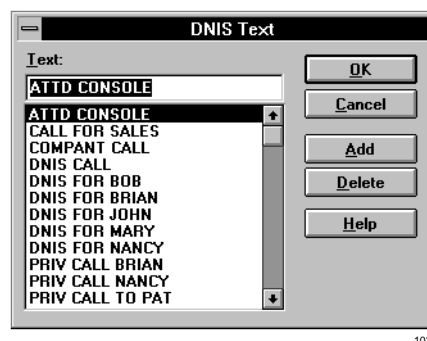 DNIS Text
Text:
ATTD CONSOLE
ATTD CONSOLE
CALL FOR SALES
COMPANT CALL
DNIS CALL
DNIS FOR BOB
DNIS FOR BRIAN
DNIS FOR JOHN
DNIS FOR MARY
DNIS FOR NANCY
PRIV CALL BRIAN
PRIV CALL NANCY
PRIV CALL TO PAT
OK
Cancel
Add
Delete
Help